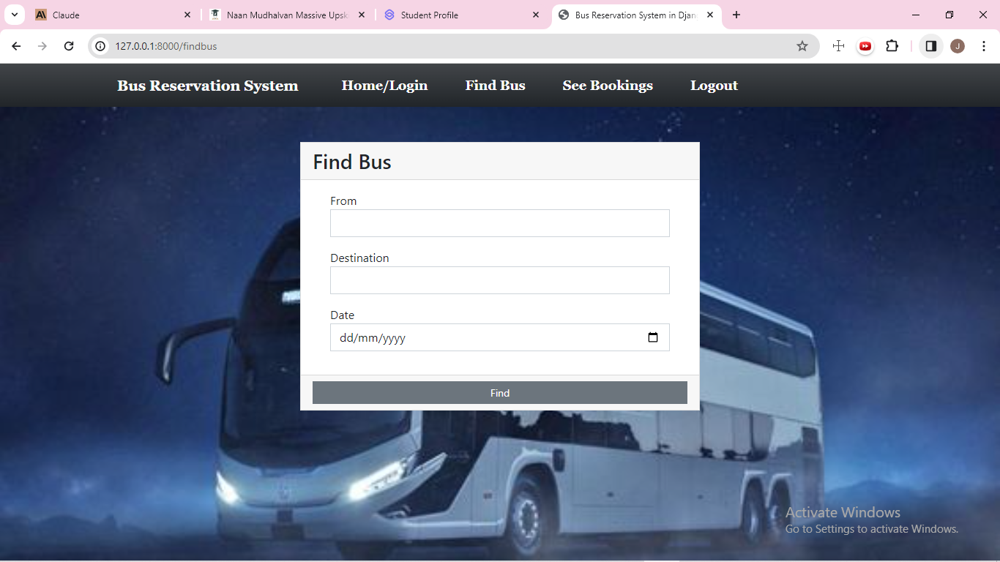 Claude
Naan Mudhalvan Massive Upsk
Student Profile
Bus Reservation System in Djan
127.0.0.1:8000/findbus
J
Bus Reservation System Home/Login Find Bus See Bookings Logout
Find Bus
From
Destination
Date
dd/mm/yyyy
Find
Activate Windows
Go to Settings to activate Windows.